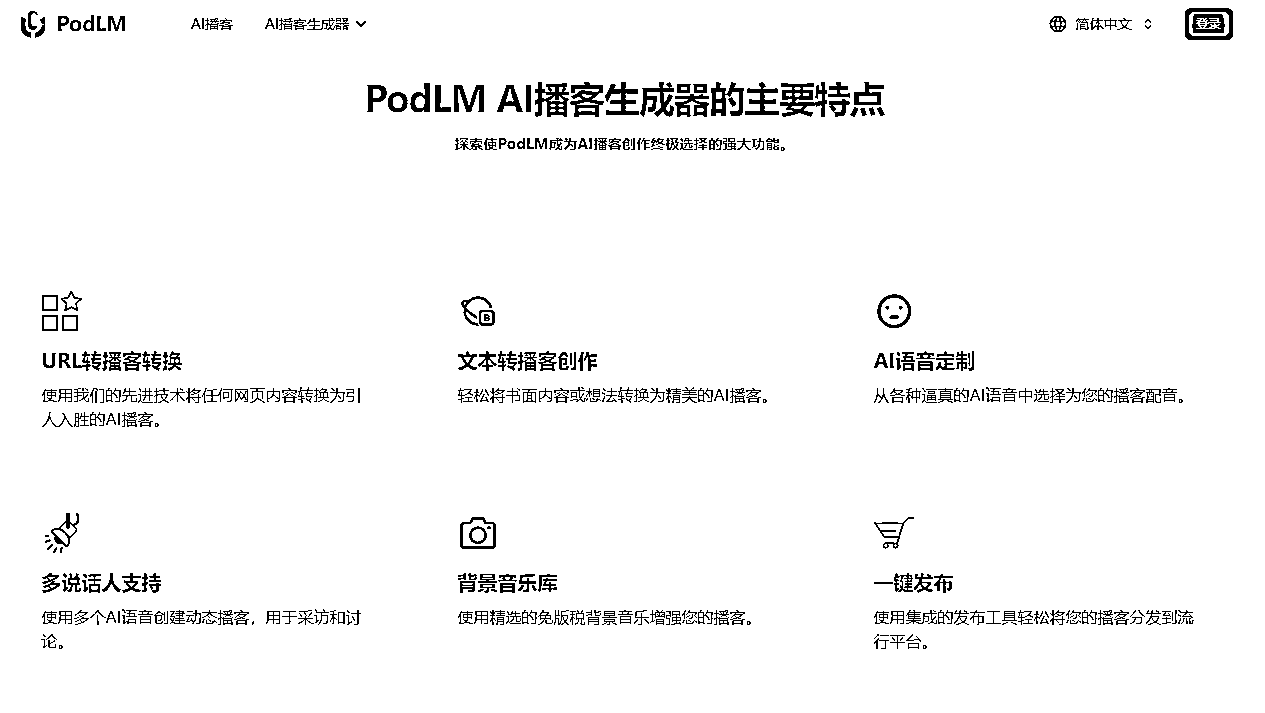 PodLM
AI播客
AI播客生成器
简体中文
登录
PodLM AI播客生成器的主要特点
探索使PodLM成为AI播客创作终极选择的强大功能。
URL转播客转换
使用我们的先进技术将任何网页内容转换为引
人入胜的AI播客。
文本转播客创作
轻松将书面内容或想法转换为精美的AI播客。
AI语音定制
从各种逼真的AI语音中选择为您的播客配音。
多说话人支持
使用多个AI语音创建动态播客，用于采访和讨
论。
背景音乐库
使用精选的免版税背景音乐增强您的播客。
一键发布
使用集成的发布工具轻松将您的播客分发到流
行平台。